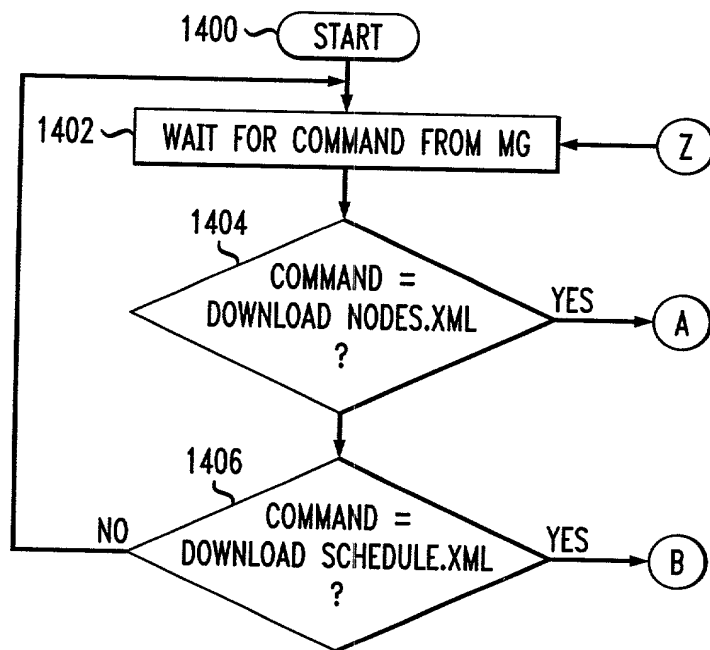 1400
START
1402
WAIT FOR COMMAND FROM MG
Z
1404
COMMAND =
DOWNLOAD NODES.XML
?
YES
A
1406
COMMAND =
DOWNLOAD SCHEDULE.XML
?
NO
YES
B